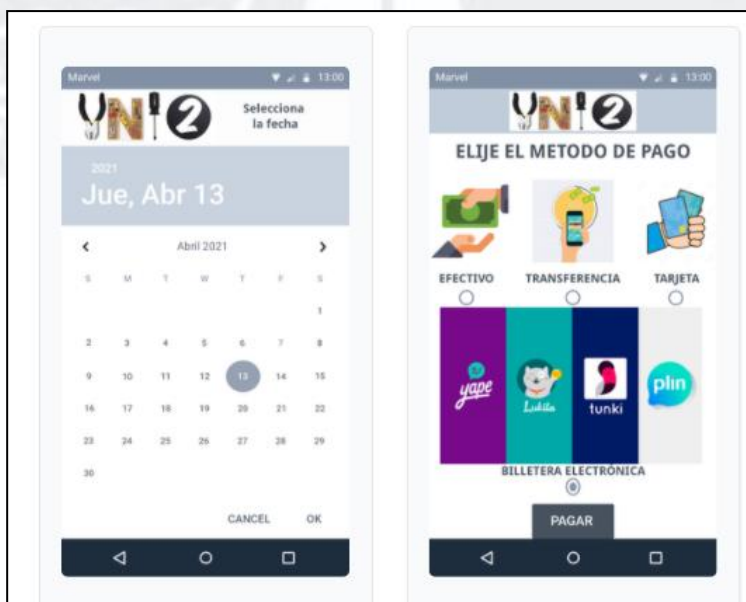 Marvel 13:00
UNI2
Selecciona
la fecha
2021
Jue, Abr 13
Abril 2021
S M T W T F S
1
2 3 4 5 6 7 8
9 10 11 12 13 14 15
16 17 18 19 20 21 22
23 24 25 26 27 28 29
30
CANCEL OK
Marvel 13:00
UNI2
ELIJE EL METODO DE PAGO
EFECTIVO TRANSFERENCIA TARJETA
yape Lukita tunki plin
BILLETERA ELECTRÓNICA
PAGAR